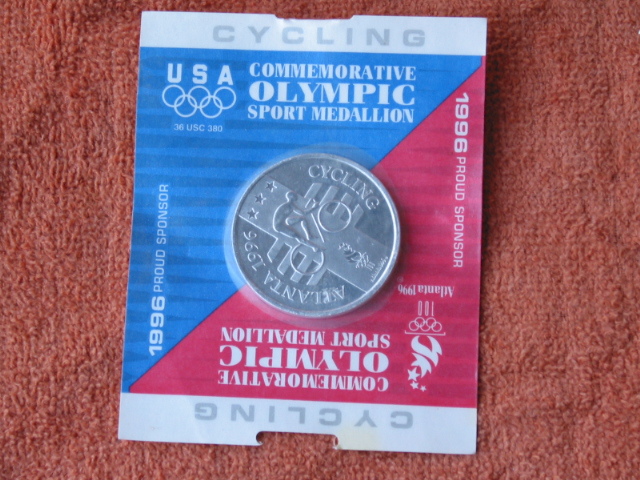 CYCLING
USA
36 USC 380
COMMEMORATIVE
OLYMPIC
SPORT MEDALLION
1996 PROUD SPONSOR
1996 PROUD SPONSOR
CYCLING
ATLANTA 1996
Atlanta 1996
COMMEMORATIVE
OLYMPIC
SPORT MEDALLION
CYCLING